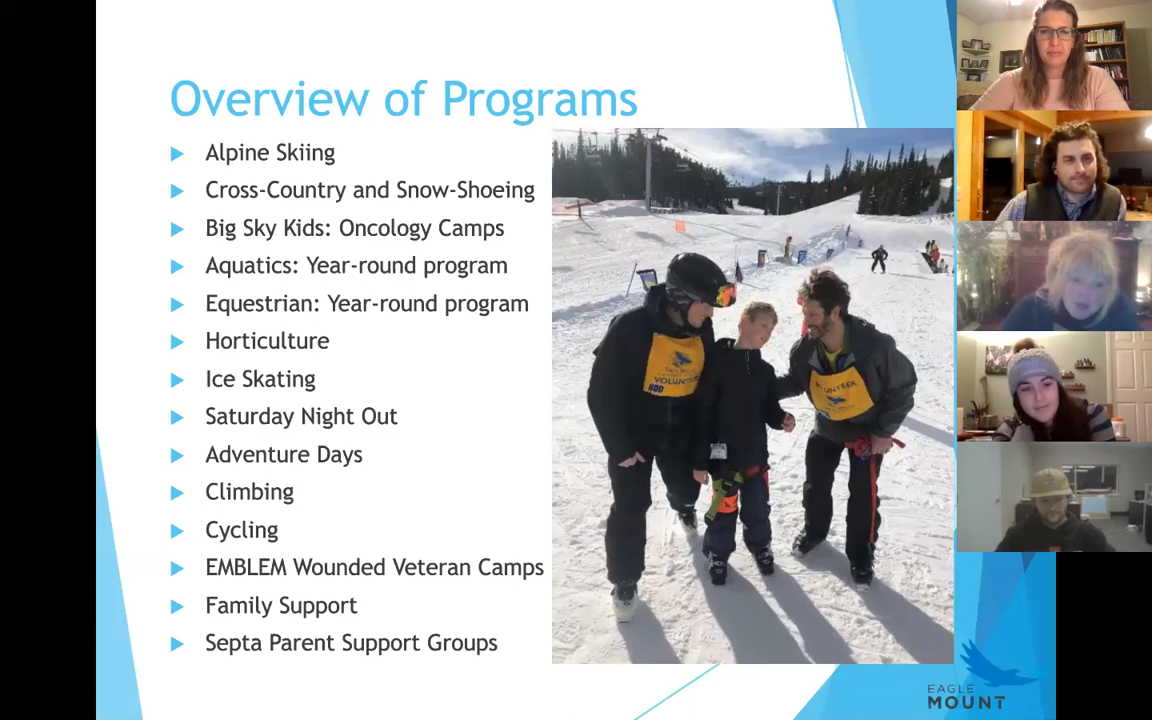 Overview of Programs
Alpine Skiing
Cross-Country and Snow-Shoeing
Big Sky Kids: Oncology Camps
Aquatics: Year-round program
Equestrian: Year-round program
Horticulture
Ice Skating
Saturday Night Out
Adventure Days
Climbing
Cycling
EMBLEM Wounded Veteran Camps
Family Support
Septa Parent Support Groups
VOLUNTEER
VOLUNTEER
EAGLE
MOUNT